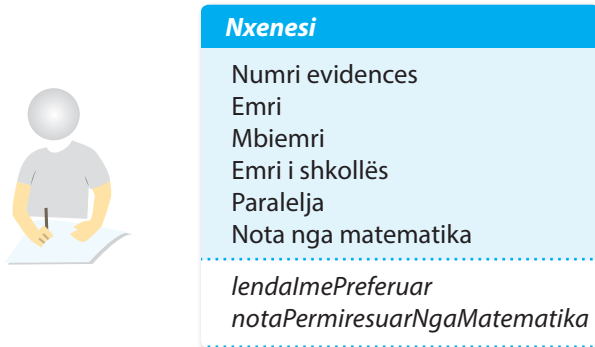 Nxenesi
Numri evidences
Emri
Mbiemri
Emri i shkollës
Paralelja
Nota nga matematika
lendaImePreferuar
notaPermiresuarNgaMatematika